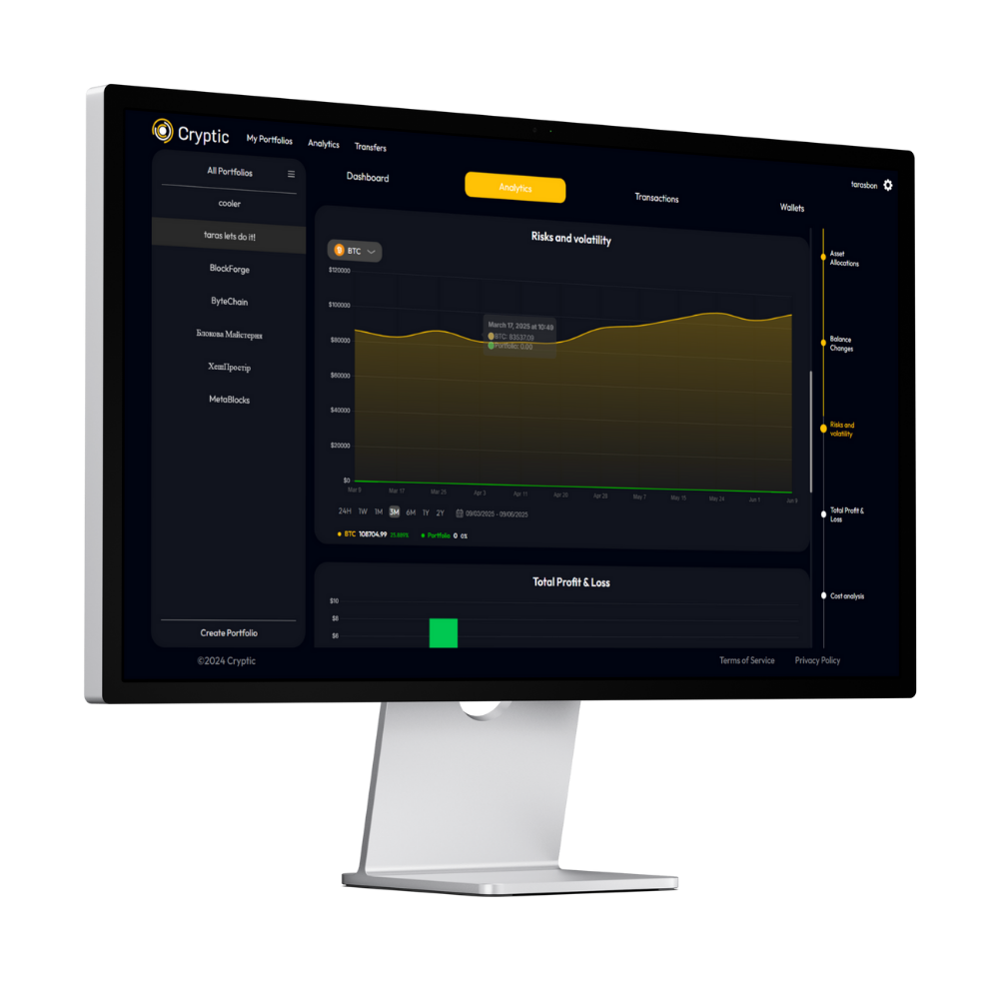 Cryptic
My Portfolios
Analytics
Transfers
tarasbon
All Portfolios
cooler
taras lets do it!
BlockForge
ByteChain
Блокова Майстерня
ХешПростір
MetaBlocks
Create Portfolio
Dashboard
Analytics
Transactions
Wallets
Risks and volatility
BTC
$120000
$100000
$80000
$60000
$40000
$20000
$0
March 17, 2025 at 10:49
BTC: 83537.09
Portfolio: 0.00
Mar 9
Mar 17
Mar 25
Apr 3
Apr 11
Apr 20
Apr 28
May 7
May 15
May 24
Jun 1
Jun 9
24H
1W
1M
3M
6M
1Y
2Y
09/03/2025 - 09/06/2025
BTC 108704.99 25.899%
Portfolio 0 0%
Total Profit & Loss
$10
$8
$6
Asset
Allocations
Balance
Changes
Risks and
volatility
Total Profit &
Loss
Cost analysis
©2024 Cryptic
Terms of Service
Privacy Policy